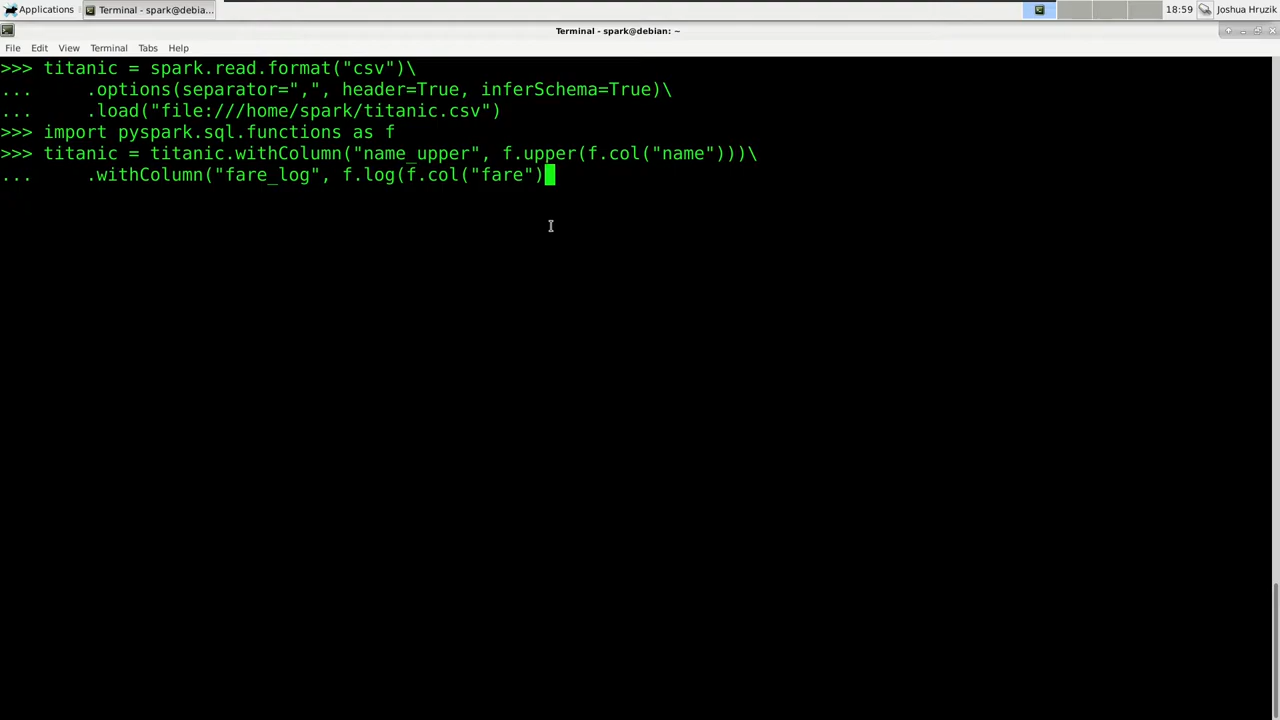 Applications Terminal - spark@debia... 18:59 Joshua Hruzik
Terminal - spark@debian: ~
File Edit View Terminal Tabs Help
>>> titanic = spark.read.format("csv")\
...     .options(separator=",", header=True, inferSchema=True)\
...     .load("file:///home/spark/titanic.csv")
>>> import pyspark.sql.functions as f
>>> titanic = titanic.withColumn("name_upper", f.upper(f.col("name")))\
...     .withColumn("fare_log", f.log(f.col("fare")